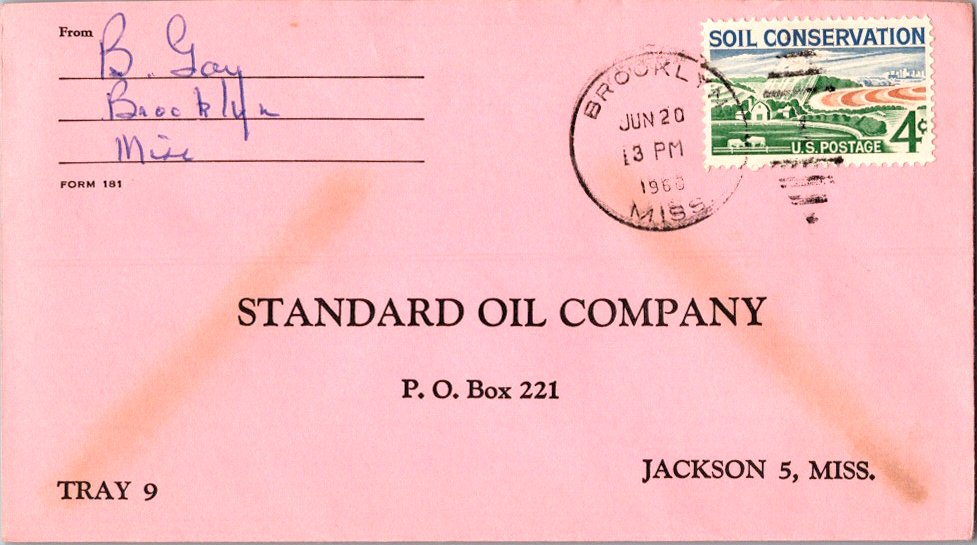 From B. Gay
Brooklyn
Miss
FORM 181
SOIL CONSERVATION
U.S. POSTAGE 4¢
BROOKLYN
JUN 20
3 PM
1960
MISS.
STANDARD OIL COMPANY
P. O. Box 221
JACKSON 5, MISS.
TRAY 9